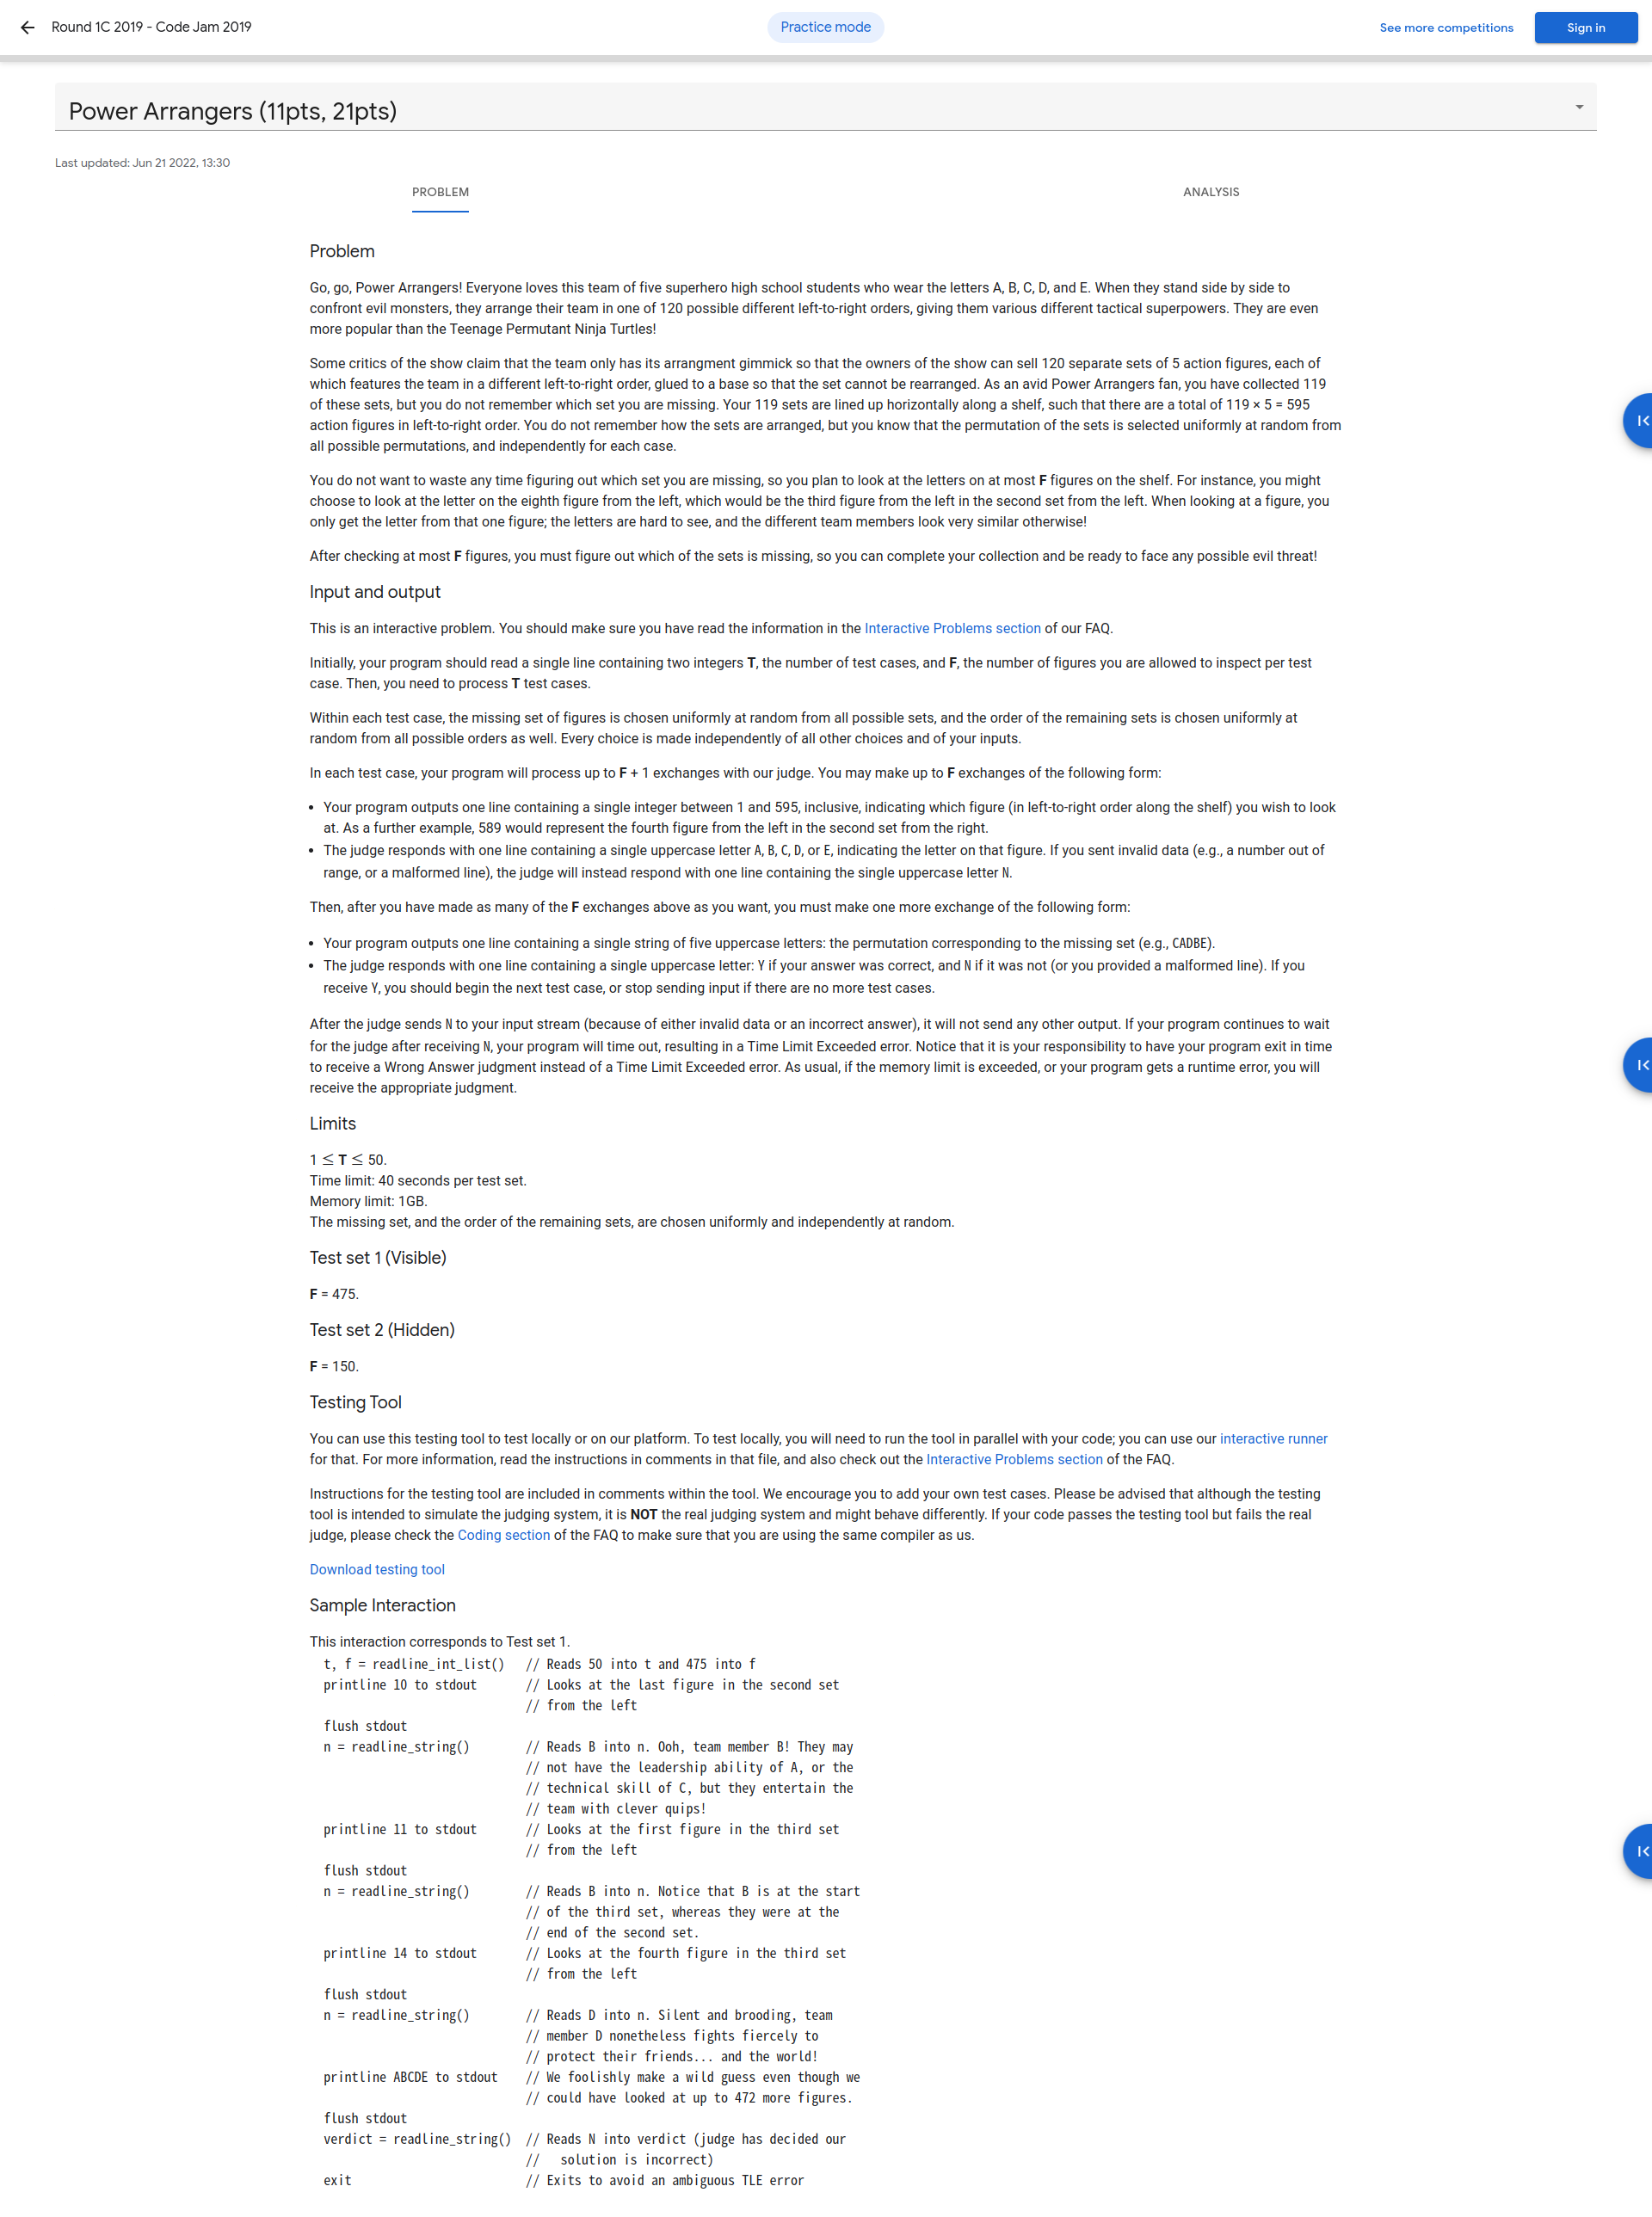 Round 1C 2019 - Code Jam 2019
Practice mode
See more competitions
Sign in
Power Arrangers (11pts, 21pts)
Last updated: Jun 21 2022, 13:30
PROBLEM
ANALYSIS
Problem
Go, go, Power Arrangers! Everyone loves this team of five superhero high school students who wear the letters A, B, C, D, and E. When they stand side by side to
confront evil monsters, they arrange their team in one of 120 possible different left-to-right orders, giving them various different tactical superpowers. They are even
more popular than the Teenage Permutant Ninja Turtles!
Some critics of the show claim that the team only has its arrangment gimmick so that the owners of the show can sell 120 separate sets of 5 action figures, each of
which features the team in a different left-to-right order, glued to a base so that the set cannot be rearranged. As an avid Power Arrangers fan, you have collected 119
of these sets, but you do not remember which set you are missing. Your 119 sets are lined up horizontally along a shelf, such that there are a total of 119 × 5 = 595
action figures in left-to-right order. You do not remember how the sets are arranged, but you know that the permutation of the sets is selected uniformly at random from
all possible permutations, and independently for each case.
You do not want to waste any time figuring out which set you are missing, so you plan to look at the letters on at most F figures on the shelf. For instance, you might
choose to look at the letter on the eighth figure from the left, which would be the third figure from the left in the second set from the left. When looking at a figure, you
only get the letter from that one figure; the letters are hard to see, and the different team members look very similar otherwise!
After checking at most F figures, you must figure out which of the sets is missing, so you can complete your collection and be ready to face any possible evil threat!
Input and output
This is an interactive problem. You should make sure you have read the information in the Interactive Problems section of our FAQ.
Initially, your program should read a single line containing two integers T, the number of test cases, and F, the number of figures you are allowed to inspect per test
case. Then, you need to process T test cases.
Within each test case, the missing set of figures is chosen uniformly at random from all possible sets, and the order of the remaining sets is chosen uniformly at
random from all possible orders as well. Every choice is made independently of all other choices and of your inputs.
In each test case, your program will process up to F + 1 exchanges with our judge. You may make up to F exchanges of the following form:
• Your program outputs one line containing a single integer between 1 and 595, inclusive, indicating which figure (in left-to-right order along the shelf) you wish to look
at. As a further example, 589 would represent the fourth figure from the left in the second set from the right.
• The judge responds with one line containing a single uppercase letter A, B, C, D, or E, indicating the letter on that figure. If you sent invalid data (e.g., a number out of
range, or a malformed line), the judge will instead respond with one line containing the single uppercase letter N.
Then, after you have made as many of the F exchanges above as you want, you must make one more exchange of the following form:
• Your program outputs one line containing a single string of five uppercase letters: the permutation corresponding to the missing set (e.g., CADBE).
• The judge responds with one line containing a single uppercase letter: Y if your answer was correct, and N if it was not (or you provided a malformed line). If you
receive Y, you should begin the next test case, or stop sending input if there are no more test cases.
After the judge sends N to your input stream (because of either invalid data or an incorrect answer), it will not send any other output. If your program continues to wait
for the judge after receiving N, your program will time out, resulting in a Time Limit Exceeded error. Notice that it is your responsibility to have your program exit in time
to receive a Wrong Answer judgment instead of a Time Limit Exceeded error. As usual, if the memory limit is exceeded, or your program gets a runtime error, you will
receive the appropriate judgment.
Limits
1 ≤ T ≤ 50.
Time limit: 40 seconds per test set.
Memory limit: 1GB.
The missing set, and the order of the remaining sets, are chosen uniformly and independently at random.
Test set 1 (Visible)
F = 475.
Test set 2 (Hidden)
F = 150.
Testing Tool
You can use this testing tool to test locally or on our platform. To test locally, you will need to run the tool in parallel with your code; you can use our interactive runner
for that. For more information, read the instructions in comments in that file, and also check out the Interactive Problems section of the FAQ.
Instructions for the testing tool are included in comments within the tool. We encourage you to add your own test cases. Please be advised that although the testing
tool is intended to simulate the judging system, it is NOT the real judging system and might behave differently. If your code passes the testing tool but fails the real
judge, please check the Coding section of the FAQ to make sure that you are using the same compiler as us.
Download testing tool
Sample Interaction
This interaction corresponds to Test set 1.
t, f = readline_int_list() // Reads 50 into t and 475 into f
printline 10 to stdout // Looks at the last figure in the second set
// from the left
flush stdout
n = readline_string() // Reads B into n. Ooh, team member B! They may
// not have the leadership ability of A, or the
// technical skill of C, but they entertain the
// team with clever quips!
printline 11 to stdout // Looks at the first figure in the third set
// from the left
flush stdout
n = readline_string() // Reads B into n. Notice that B is at the start
// of the third set, whereas they were at the
// end of the second set.
printline 14 to stdout // Looks at the fourth figure in the third set
// from the left
flush stdout
n = readline_string() // Reads D into n. Silent and brooding, team
// member D nonetheless fights fiercely to
// protect their friends... and the world!
printline ABCDE to stdout // We foolishly make a wild guess even though we
// could have looked at up to 472 more figures.
flush stdout
verdict = readline_string() // Reads N into verdict (judge has decided our
// solution is incorrect)
exit // Exits to avoid an ambiguous TLE error